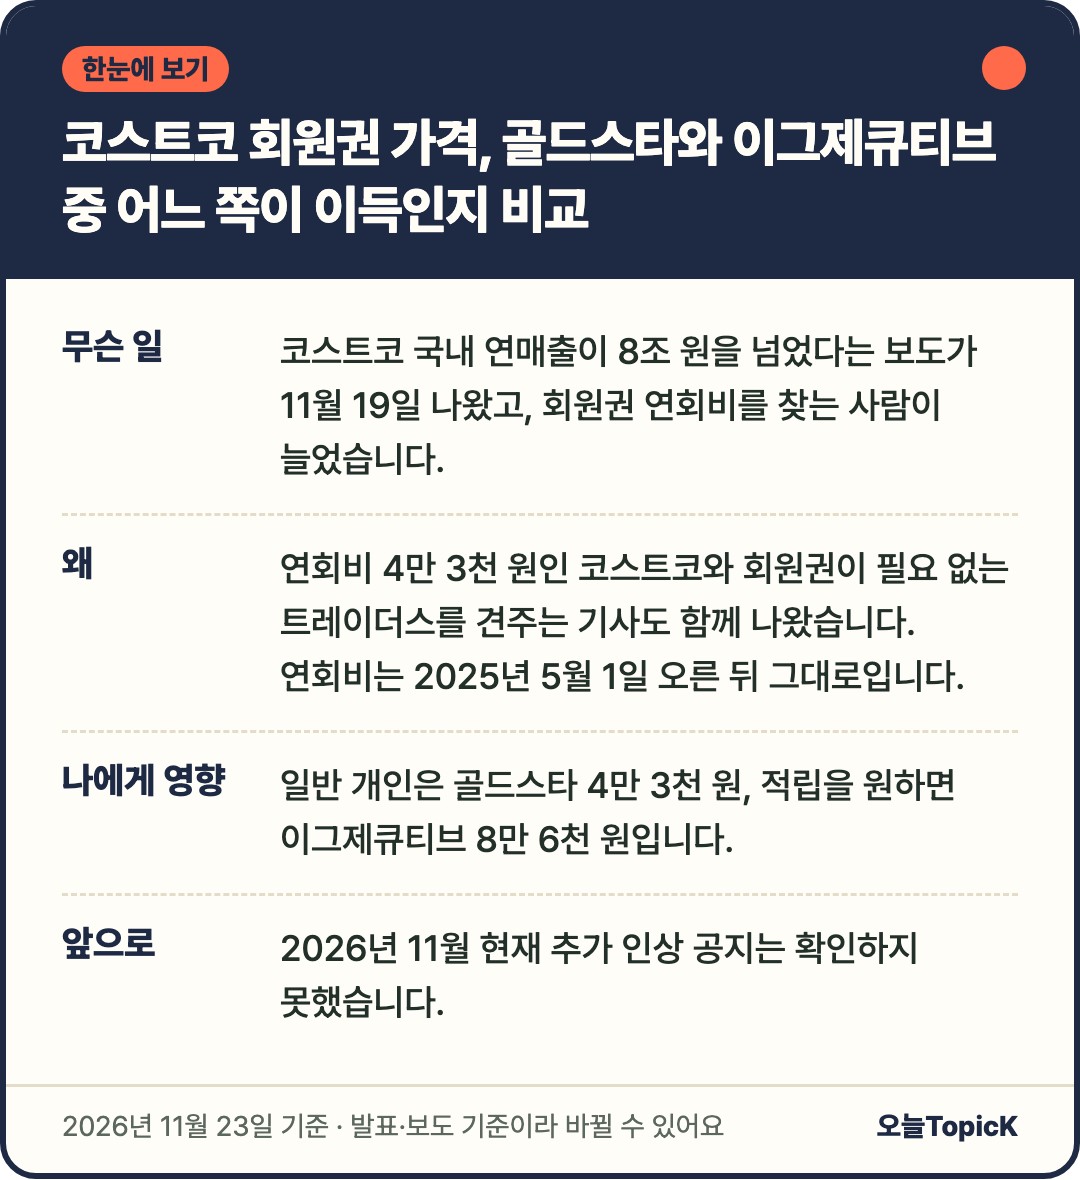 한눈에 보기
코스트코 회원권 가격, 골드스타와 이그제큐티브
중 어느 쪽이 이득인지 비교
무슨 일
코스트코 국내 연매출이 8조 원을 넘었다는 보도가
11월 19일 나왔고, 회원권 연회비를 찾는 사람이
늘었습니다.
왜
연회비 4만 3천 원인 코스트코와 회원권이 필요 없는
트레이더스를 견주는 기사도 함께 나왔습니다.
연회비는 2025년 5월 1일 오른 뒤 그대로입니다.
나에게 영향
일반 개인은 골드스타 4만 3천 원, 적립을 원하면
이그제큐티브 8만 6천 원입니다.
앞으로
2026년 11월 현재 추가 인상 공지는 확인하지
못했습니다.
2026년 11월 23일 기준 · 발표·보도 기준이라 바뀔 수 있어요
오늘TopicK